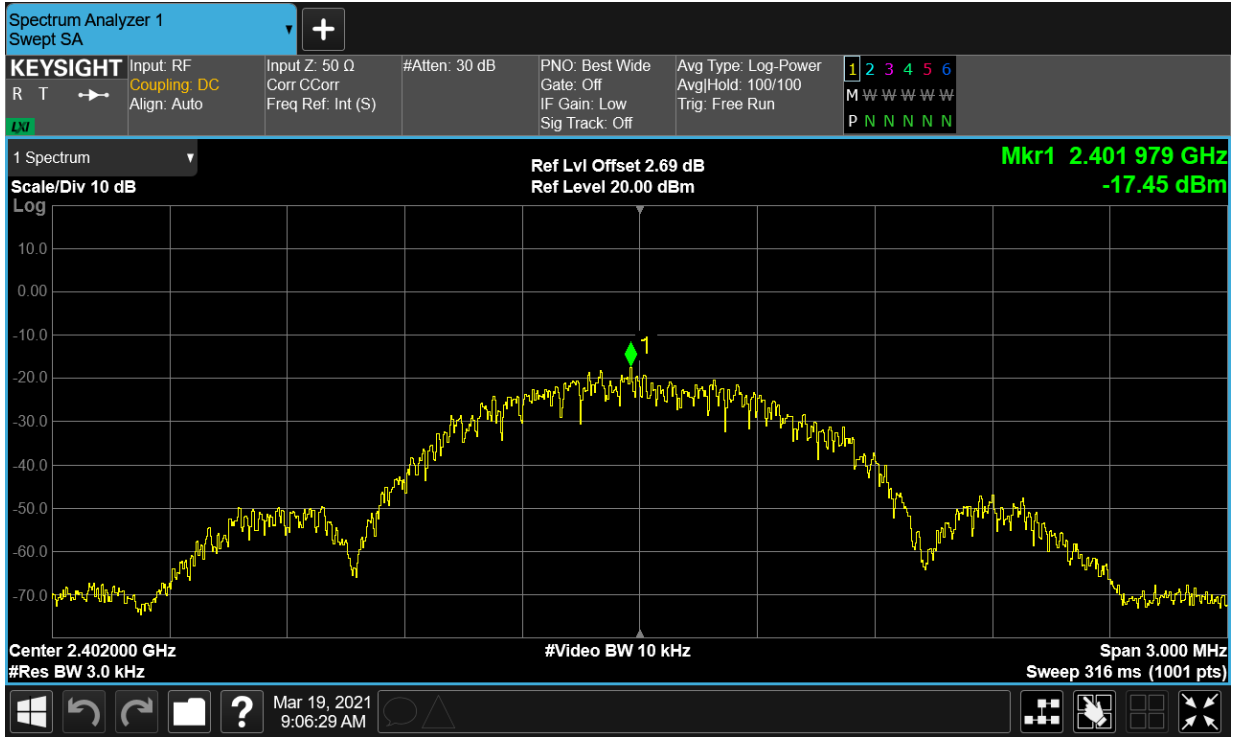 Spectrum Analyzer 1
Swept SA
KEYSIGHT
R T
LXI
Input: RF
Coupling: DC
Align: Auto
Input Z: 50 Ω
Corr CCorr
Freq Ref: Int (S)
#Atten: 30 dB
PNO: Best Wide
Gate: Off
IF Gain: Low
Sig Track: Off
Avg Type: Log-Power
Avg|Hold: 100/100
Trig: Free Run
1 2 3 4 5 6
M W W W W W
P N N N N N
1 Spectrum
Scale/Div 10 dB
Log
Ref Lvl Offset 2.69 dB
Ref Level 20.00 dBm
Mkr1 2.401 979 GHz
-17.45 dBm
10.0
0.00
-10.0
1
-20.0
-30.0
-40.0
-50.0
-60.0
-70.0
Center 2.402000 GHz
#Res BW 3.0 kHz
#Video BW 10 kHz
Span 3.000 MHz
Sweep 316 ms (1001 pts)
?
Mar 19, 2021
9:06:29 AM